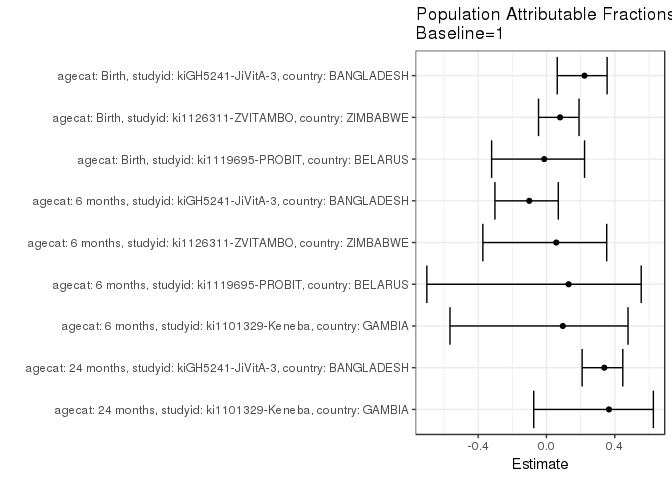 Population Attributable Fractions
Baseline=1
agecat: Birth, studyid: kiGH5241-JiVitA-3, country: BANGLADESH
agecat: Birth, studyid: ki1126311-ZVITAMBO, country: ZIMBABWE
agecat: Birth, studyid: ki1119695-PROBIT, country: BELARUS
agecat: 6 months, studyid: kiGH5241-JiVitA-3, country: BANGLADESH
agecat: 6 months, studyid: ki1126311-ZVITAMBO, country: ZIMBABWE
agecat: 6 months, studyid: ki1119695-PROBIT, country: BELARUS
agecat: 6 months, studyid: ki1101329-Keneba, country: GAMBIA
agecat: 24 months, studyid: kiGH5241-JiVitA-3, country: BANGLADESH
agecat: 24 months, studyid: ki1101329-Keneba, country: GAMBIA
-0.4 0.0 0.4
Estimate